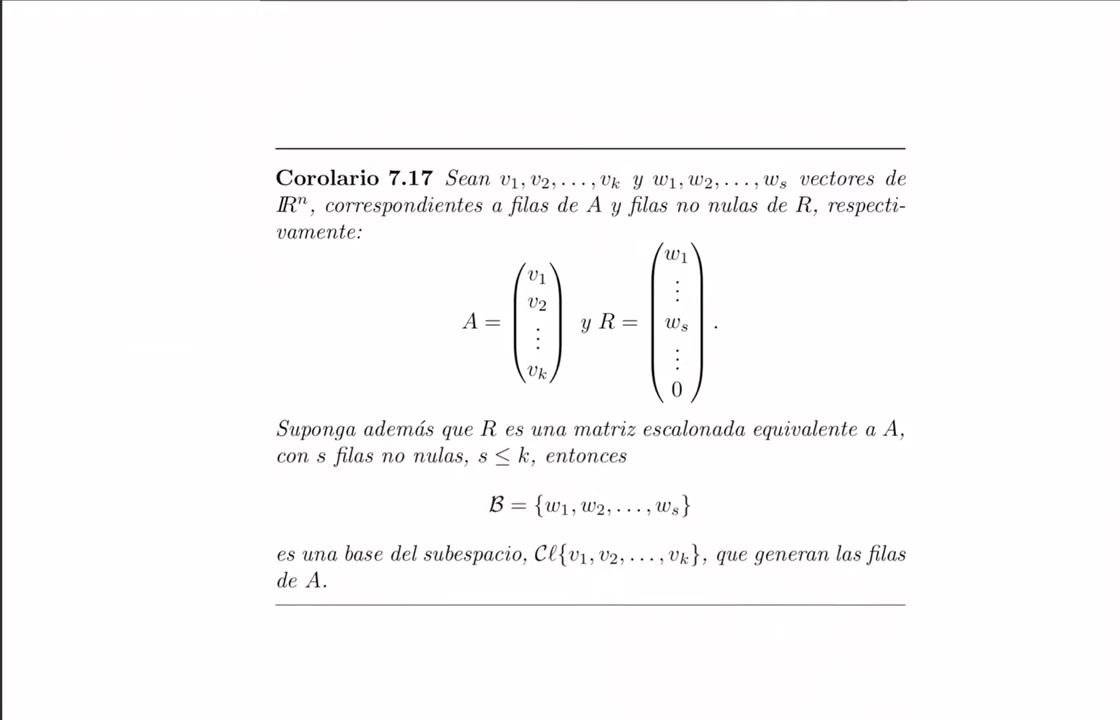 Corolario 7.17 Sean v₁, v₂, . . . , vₖ y w₁, w₂, . . . , wₛ vectores de
ℝⁿ, correspondientes a filas de A y filas no nulas de R, respecti-
vamente:
A = (v₁ v₂ ⋮ vₖ) y R = (w₁ ⋮ wₛ ⋮ 0) .
Suponga además que R es una matriz escalonada equivalente a A,
con s filas no nulas, s ≤ k, entonces
ℬ = {w₁, w₂, . . . , wₛ}
es una base del subespacio, 𝒞ℓ{v₁, v₂, . . . , vₖ}, que generan las filas
de A.